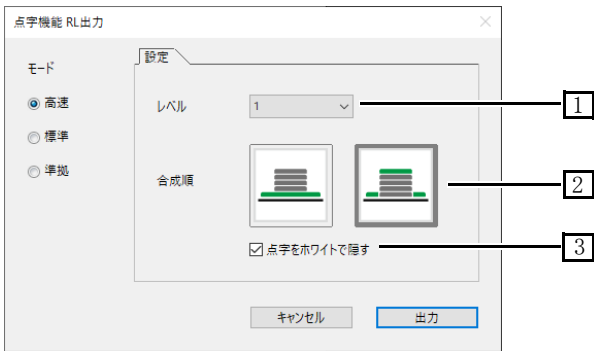 点字機能 RL出力
モード
高速
標準
準拠
設定
レベル
1
合成順
点字をホワイトで隠す
キャンセル
出力
1
2
3